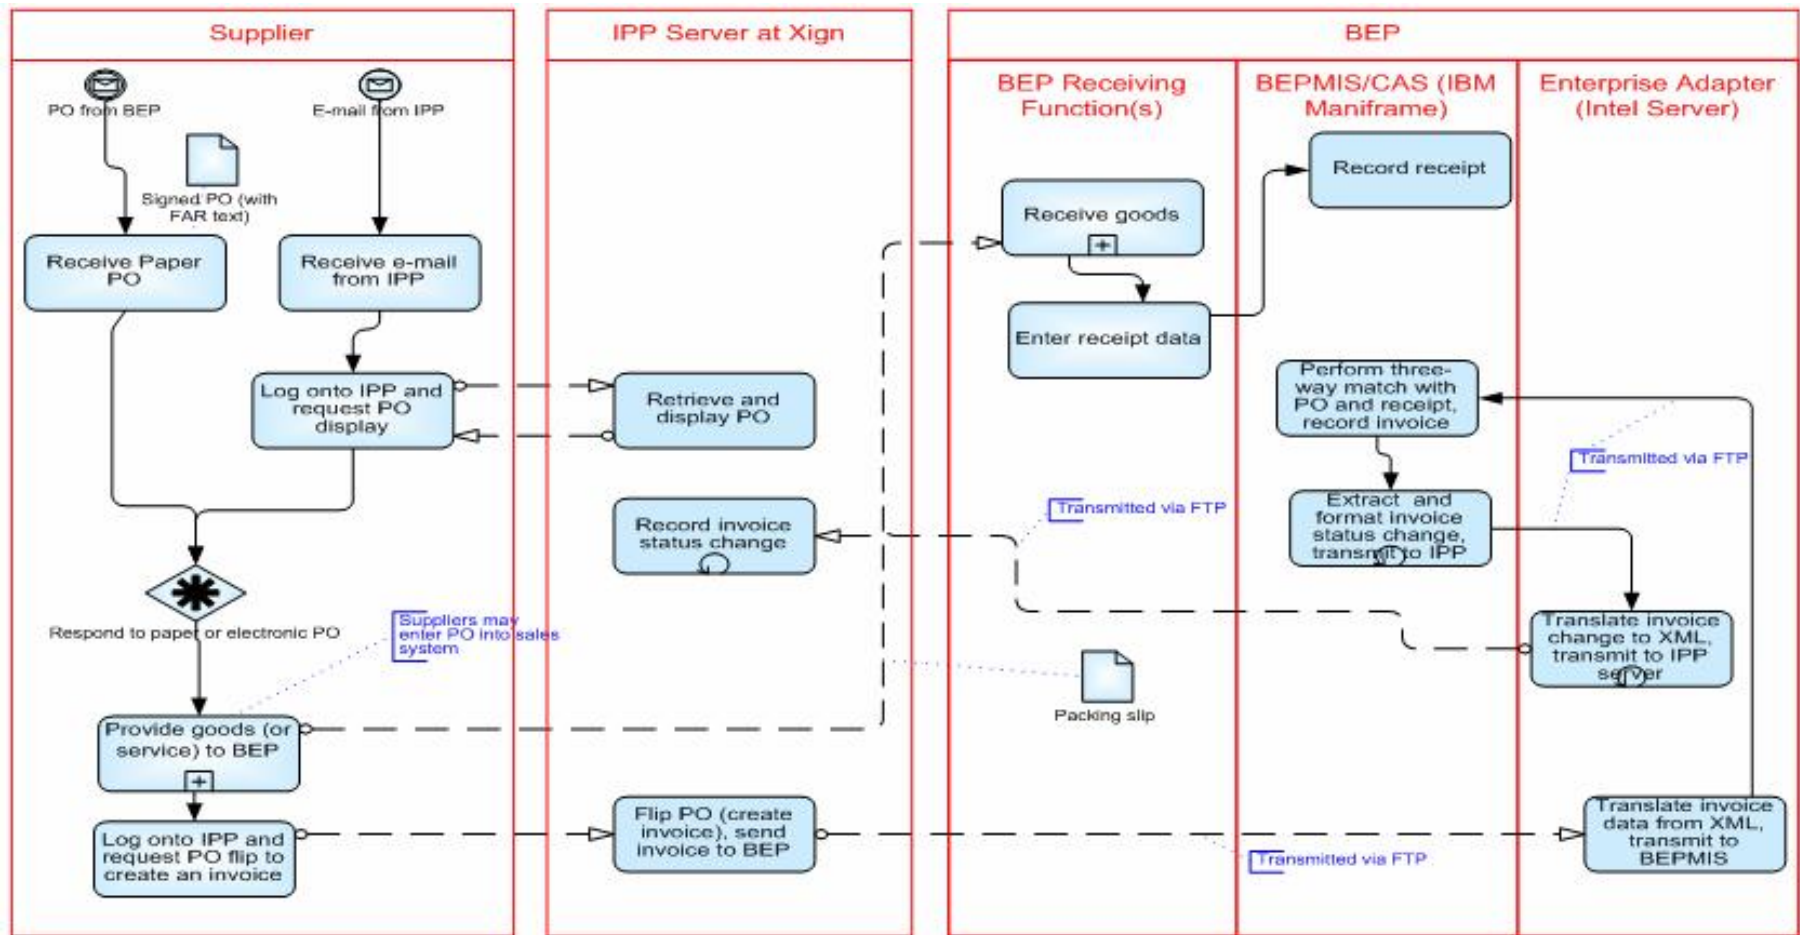 Supplier
IPP Server at Xign
BEP
BEP Receiving
Function(s)
BEPMIS/CAS (IBM
Maniframe)
Enterprise Adapter
(Intel Server)
PO from BEP
E-mail from IPP
Signed PO (with
FAR text)
Receive Paper
PO
Receive e-mail
from IPP
Log onto IPP and
request PO
display
Retrieve and
display PO
Record invoice
status change
Respond to paper or electronic PO
Suppliers may
enter PO into sales
system
Provide goods (or
service) to BEP
Log onto IPP and
request PO flip to
create an invoice
Flip PO (create
invoice), send
invoice to BEP
Receive goods
Enter receipt data
Record receipt
Perform three-
way match with
PO and receipt,
record invoice
Transmitted via FTP
Extract and
format invoice
status change,
transmit to IPP
Transmitted via FTP
Translate invoice
change to XML,
transmit to IPP
server
Packing slip
Translate invoice
data from XML,
transmit to
BEPMIS
Transmitted via FTP